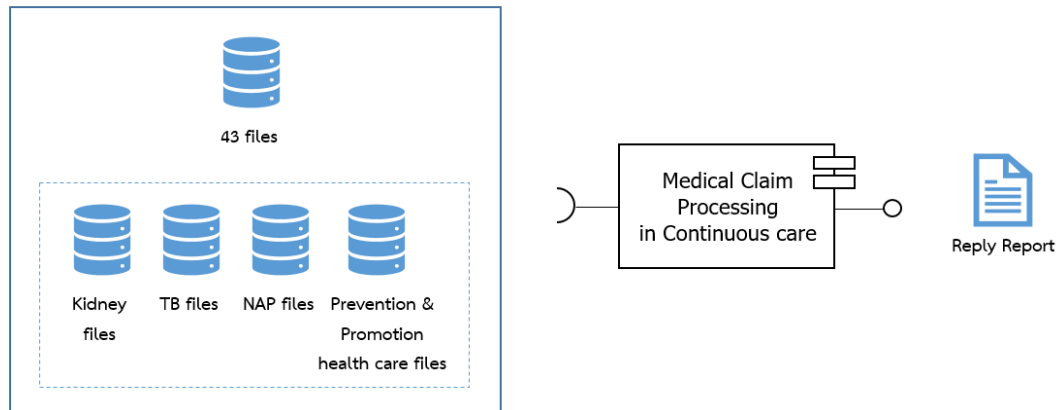 43 files
Medical Claim
Processing
in Continuous care
Reply Report
Kidney
files
TB files
NAP files
Prevention &
Promotion
health care files